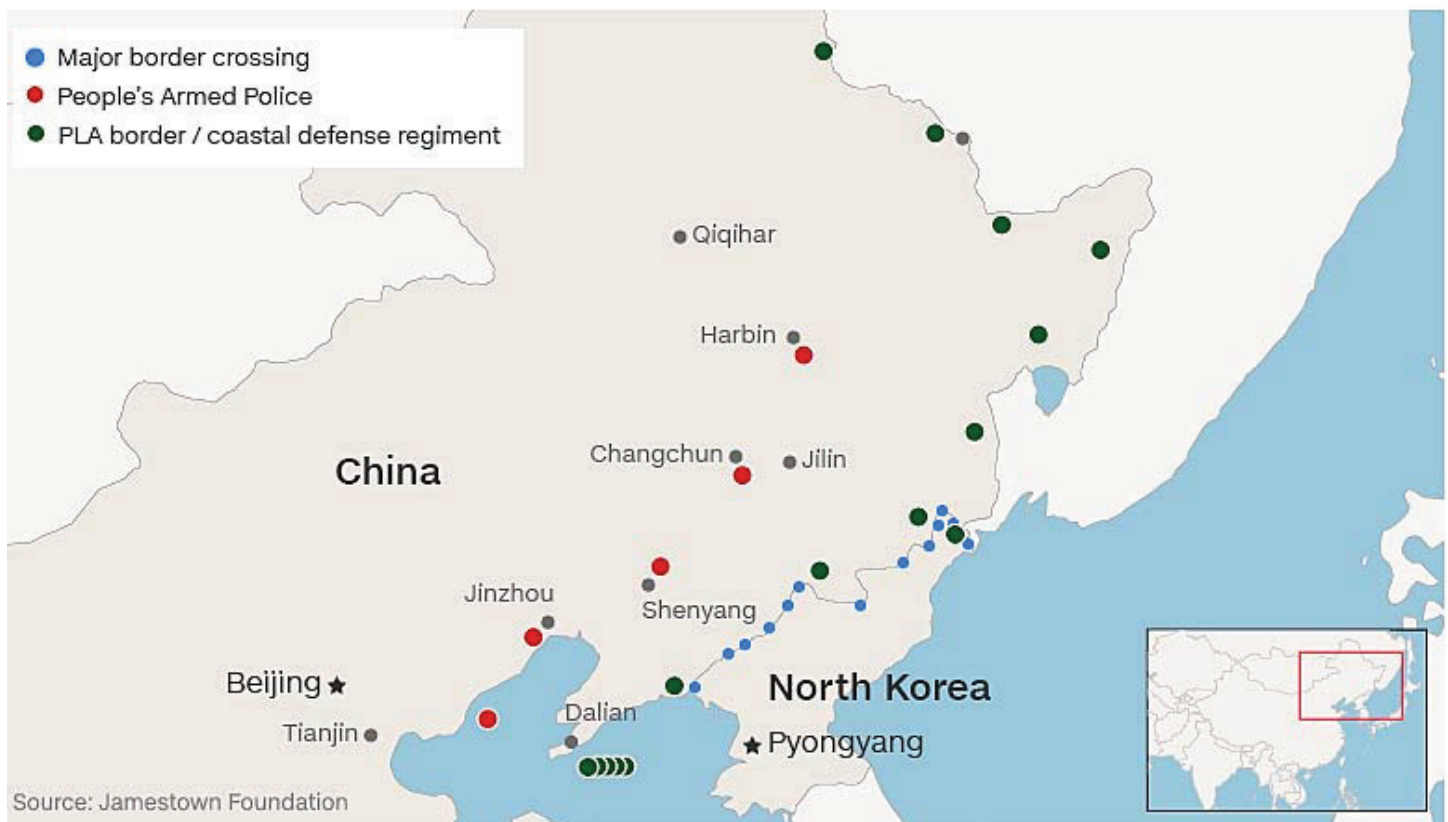 Major border crossing
People's Armed Police
PLA border / coastal defense regiment
Qiqihar
Harbin
Changchun
Jilin
China
Jinzhou
Shenyang
Beijing
North Korea
Dalian
Tianjin
Pyongyang
Source: Jamestown Foundation